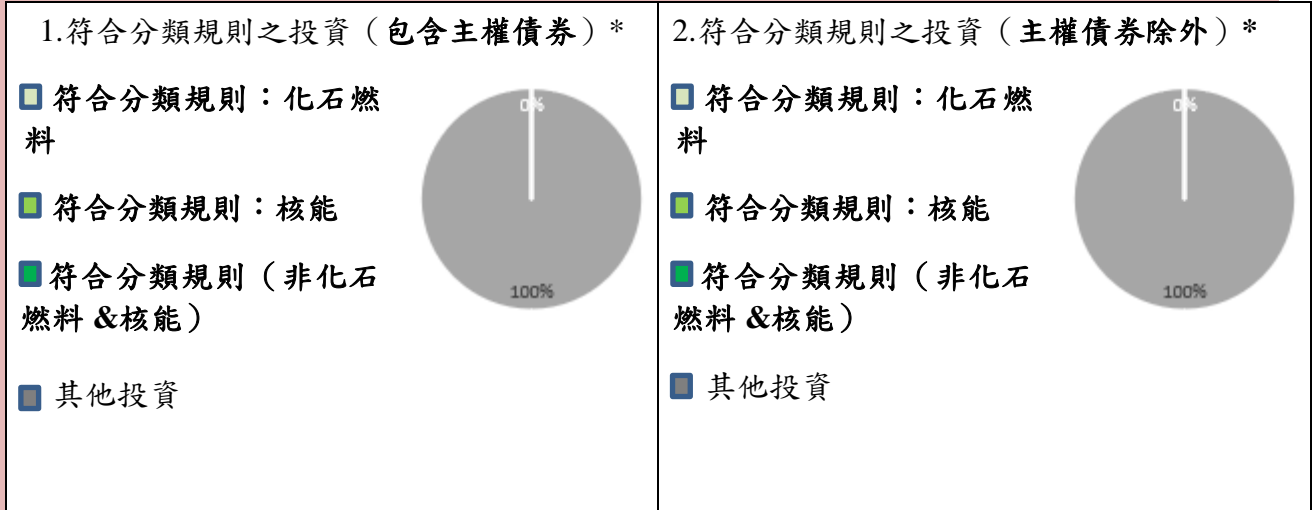 1.符合分類規則之投資（包含主權債券）*
符合分類規則：化石燃
料
0%
符合分類規則：核能
符合分類規則（非化石
燃料 &核能）
100%
其他投資
2.符合分類規則之投資（主權債券除外）*
符合分類規則：化石燃
料
0%
符合分類規則：核能
符合分類規則（非化石
燃料 &核能）
100%
其他投資